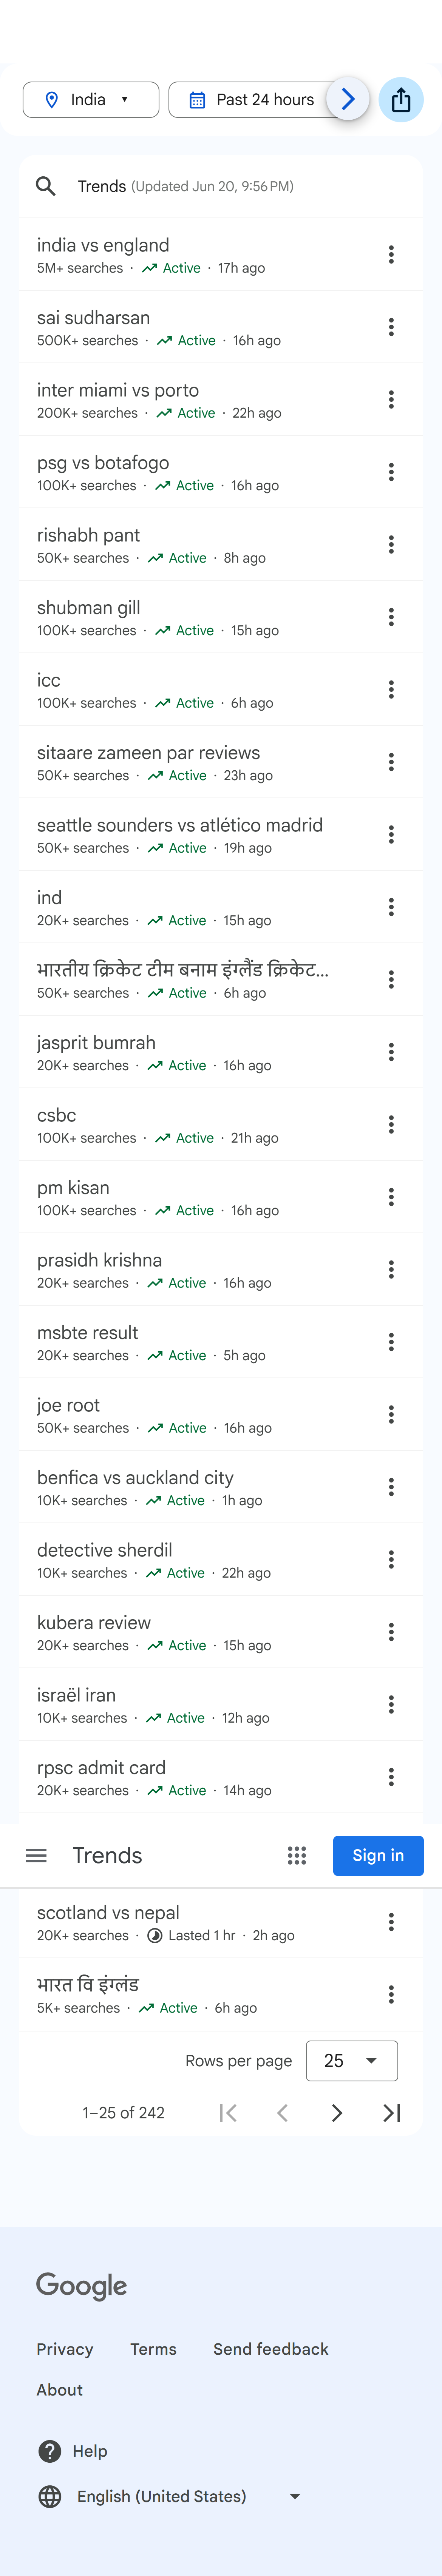 India
Past 24 hours
Trends (Updated Jun 20, 9:56 PM)
india vs england
5M+ searches · Active · 17h ago
sai sudharsan
500K+ searches · Active · 16h ago
inter miami vs porto
200K+ searches · Active · 22h ago
psg vs botafogo
100K+ searches · Active · 16h ago
rishabh pant
50K+ searches · Active · 8h ago
shubman gill
100K+ searches · Active · 15h ago
icc
100K+ searches · Active · 6h ago
sitaare zameen par reviews
50K+ searches · Active · 23h ago
seattle sounders vs atlético madrid
50K+ searches · Active · 19h ago
ind
20K+ searches · Active · 15h ago
भारतीय क्रिकेट टीम बनाम इंग्लैंड क्रिकेट...
50K+ searches · Active · 6h ago
jasprit bumrah
20K+ searches · Active · 16h ago
csbc
100K+ searches · Active · 21h ago
pm kisan
100K+ searches · Active · 16h ago
prasidh krishna
20K+ searches · Active · 16h ago
msbte result
20K+ searches · Active · 5h ago
joe root
50K+ searches · Active · 16h ago
benfica vs auckland city
10K+ searches · Active · 1h ago
detective sherdil
10K+ searches · Active · 22h ago
kubera review
20K+ searches · Active · 15h ago
israël iran
10K+ searches · Active · 12h ago
rpsc admit card
20K+ searches · Active · 14h ago
Trends
Sign in
scotland vs nepal
20K+ searches · Lasted 1 hr · 2h ago
भारत वि इंग्लंड
5K+ searches · Active · 6h ago
Rows per page 25
1–25 of 242
Google
Privacy Terms Send feedback
About
Help
English (United States)